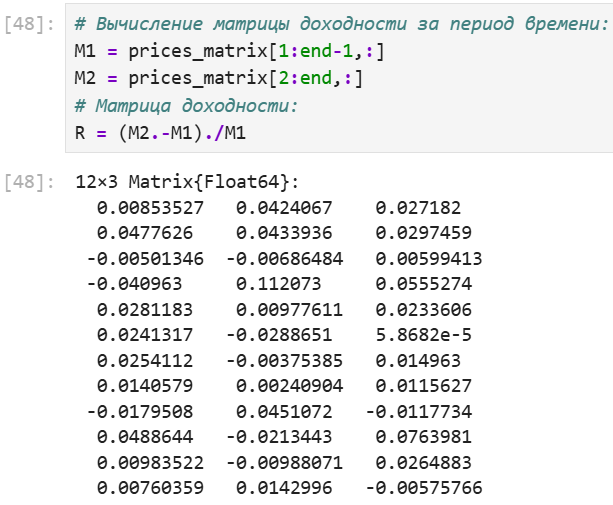 [48]: # Вычисление матрицы доходности за период времени:
M1 = prices_matrix[1:end-1,:]
M2 = prices_matrix[2:end,:]
# Матрица доходности:
R = (M2.-M1)./M1
[48]: 12×3 Matrix{Float64}:
0.00853527 0.0424067 0.027182
0.0477626 0.0433936 0.0297459
-0.00501346 -0.00686484 0.00599413
-0.040963 0.112073 0.0555274
0.0281183 0.00977611 0.0233606
0.0241317 -0.0288651 5.8682e-5
0.0254112 -0.00375385 0.014963
0.0140579 0.00240904 0.0115627
-0.0179508 0.0451072 -0.0117734
0.0488644 -0.0213443 0.0763981
0.00983522 -0.00988071 0.0264883
0.00760359 0.0142996 -0.00575766